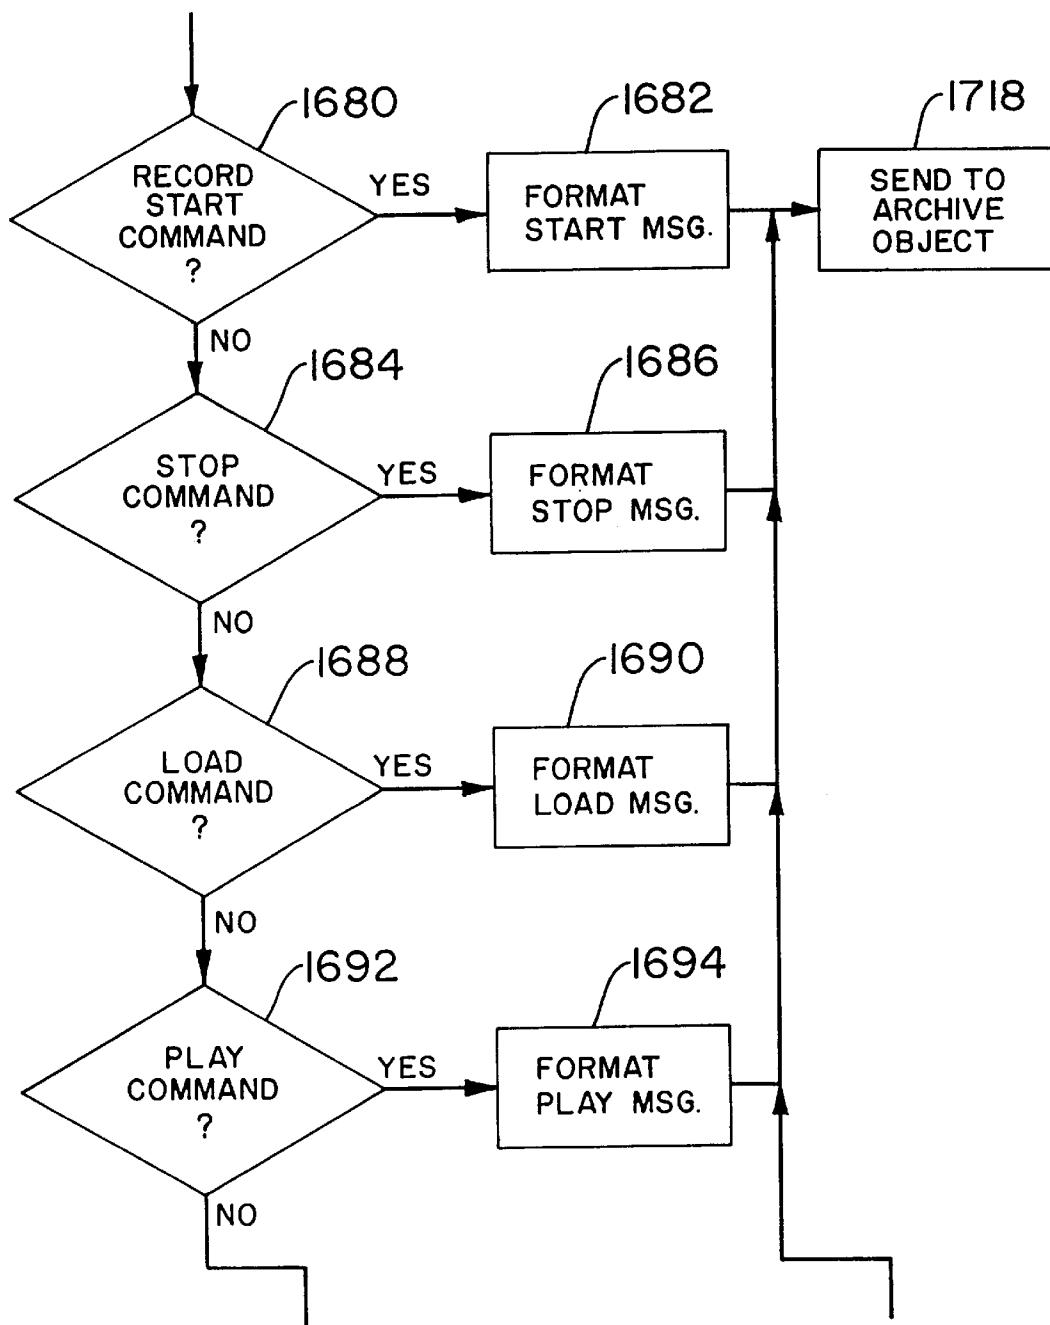 1680
1682
1718
RECORD
START
COMMAND
?
YES
FORMAT
START MSG.
SEND TO
ARCHIVE
OBJECT
NO
1684
1686
STOP
COMMAND
?
YES
FORMAT
STOP MSG.
NO
1688
1690
LOAD
COMMAND
?
YES
FORMAT
LOAD MSG.
NO
1692
1694
PLAY
COMMAND
?
YES
FORMAT
PLAY MSG.
NO